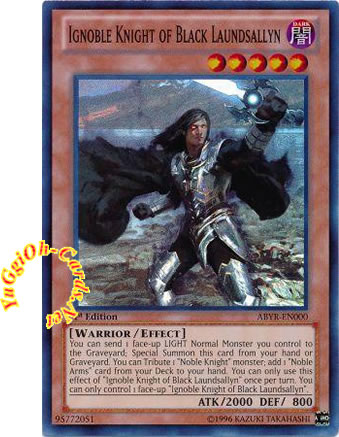 IGNOBLE KNIGHT OF BLACK LAUNDSALLYN
DARK
闇
YuGgiOh-Cards.Net
1st Edition
ABYR-EN000
[WARRIOR/EFFECT]
You can send 1 face-up LIGHT Normal Monster you control to
the Graveyard; Special Summon this card from your hand or
Graveyard. You can Tribute 1 "Noble Knight" monster; add 1 "Noble
Arms" card from your Deck to your hand. You can only use this
effect of "Ignoble Knight of Black Laundsallyn" once per turn. You
can only control 1 face-up "Ignoble Knight of Black Laundsallyn".
ATK/2000 DEF/ 800
95772051
©1996 KAZUKI TAKAHASHI